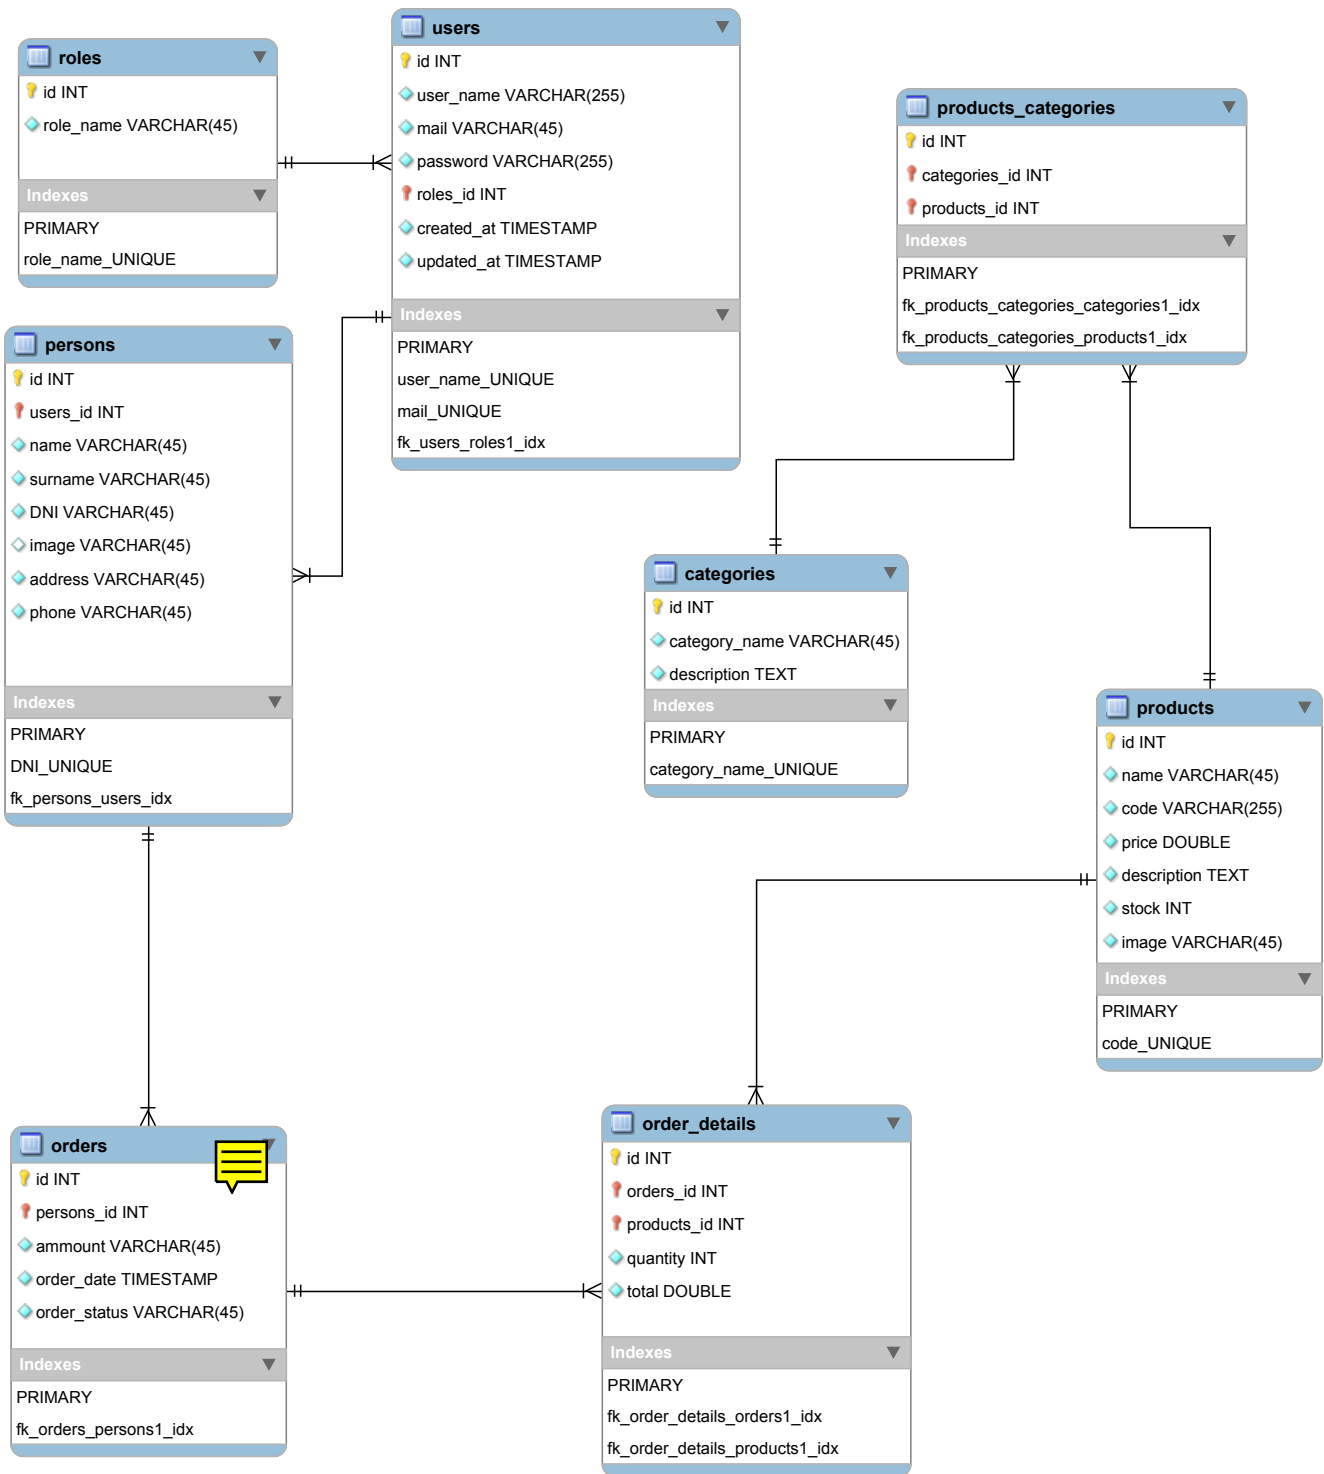 roles
id INT
role_name VARCHAR(45)
Indexes
PRIMARY
role_name_UNIQUE
users
id INT
user_name VARCHAR(255)
mail VARCHAR(45)
password VARCHAR(255)
roles_id INT
created_at TIMESTAMP
updated_at TIMESTAMP
Indexes
PRIMARY
user_name_UNIQUE
mail_UNIQUE
fk_users_roles1_idx
products_categories
id INT
categories_id INT
products_id INT
Indexes
PRIMARY
fk_products_categories_categories1_idx
fk_products_categories_products1_idx
persons
id INT
users_id INT
name VARCHAR(45)
surname VARCHAR(45)
DNI VARCHAR(45)
image VARCHAR(45)
address VARCHAR(45)
phone VARCHAR(45)
Indexes
PRIMARY
DNI_UNIQUE
fk_persons_users_idx
categories
id INT
category_name VARCHAR(45)
description TEXT
Indexes
PRIMARY
category_name_UNIQUE
products
id INT
name VARCHAR(45)
code VARCHAR(255)
price DOUBLE
description TEXT
stock INT
image VARCHAR(45)
Indexes
PRIMARY
code_UNIQUE
orders
id INT
persons_id INT
ammount VARCHAR(45)
order_date TIMESTAMP
order_status VARCHAR(45)
Indexes
PRIMARY
fk_orders_persons1_idx
order_details
id INT
orders_id INT
products_id INT
quantity INT
total DOUBLE
Indexes
PRIMARY
fk_order_details_orders1_idx
fk_order_details_products1_idx